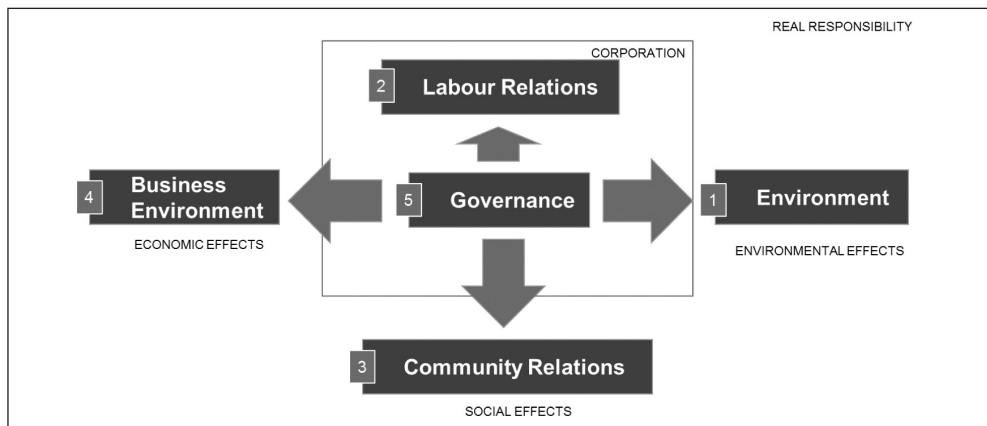 REAL RESPONSIBILITY
CORPORATION
2
Labour Relations
4
Business
Environment
ECONOMIC EFFECTS
5
Governance
1
Environment
ENVIRONMENTAL EFFECTS
3
Community Relations
SOCIAL EFFECTS